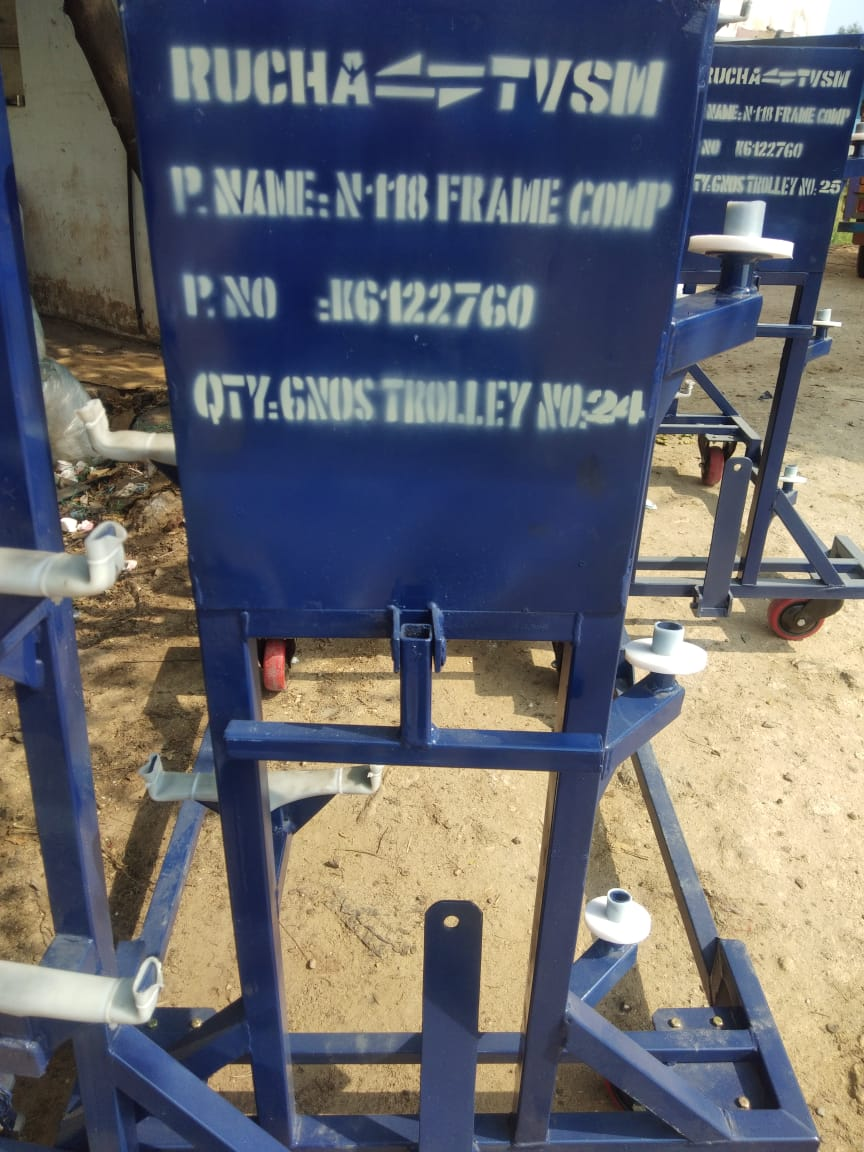 RUCHA ⇌ TVSM
P. NAME: N-118 FRAME COMP
P. NO :K6122760
QTY: 6NOS TROLLEY NO: 24
RUCHA ⇌ TVSM
NAME: N-118 FRAME COMP
NO K6122760
TY: 6NOS TROLLEY NO: 25